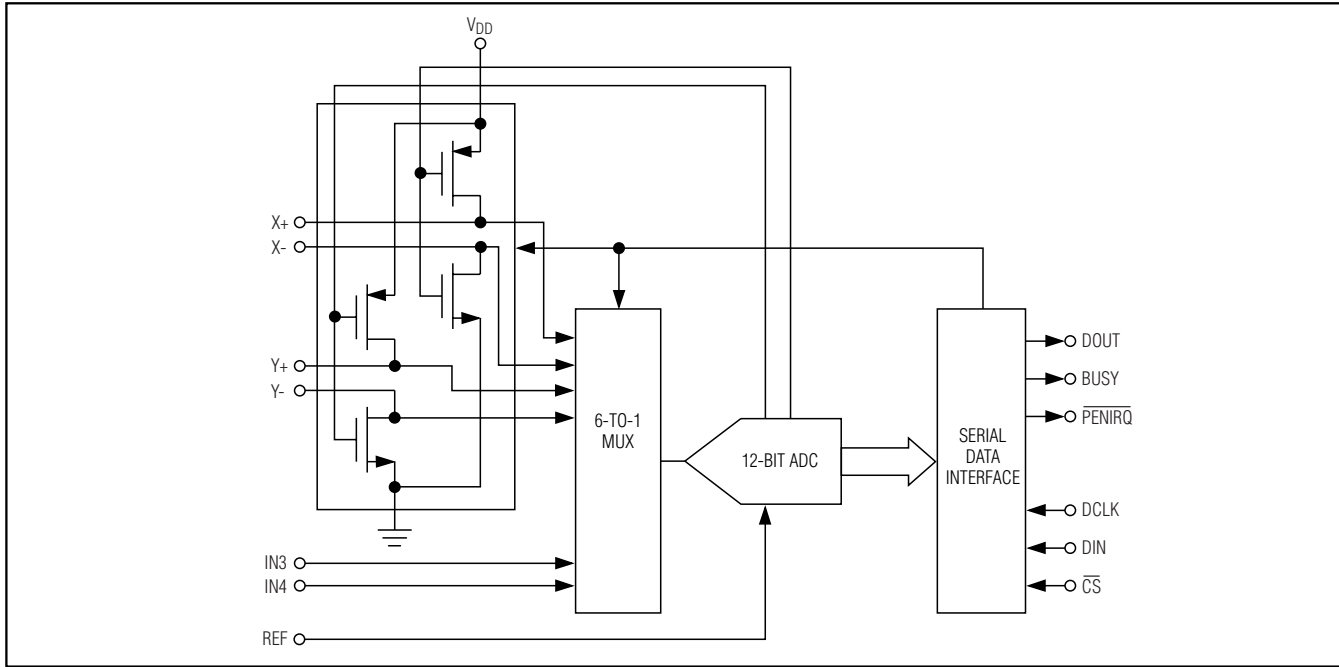 VDD
X+
X-
Y+
Y-
IN3
IN4
REF
6-TO-1
MUX
12-BIT ADC
SERIAL
DATA
INTERFACE
DOUT
BUSY
PENIRQ
DCLK
DIN
CS